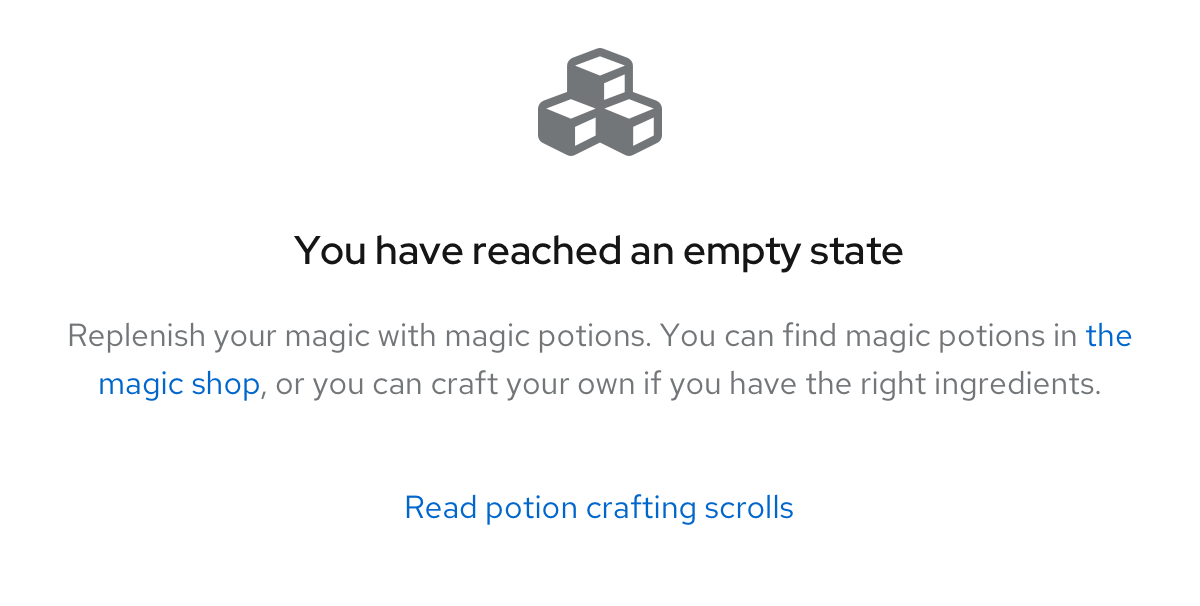 You have reached an empty state
Replenish your magic with magic potions. You can find magic potions in the
magic shop, or you can craft your own if you have the right ingredients.
Read potion crafting scrolls